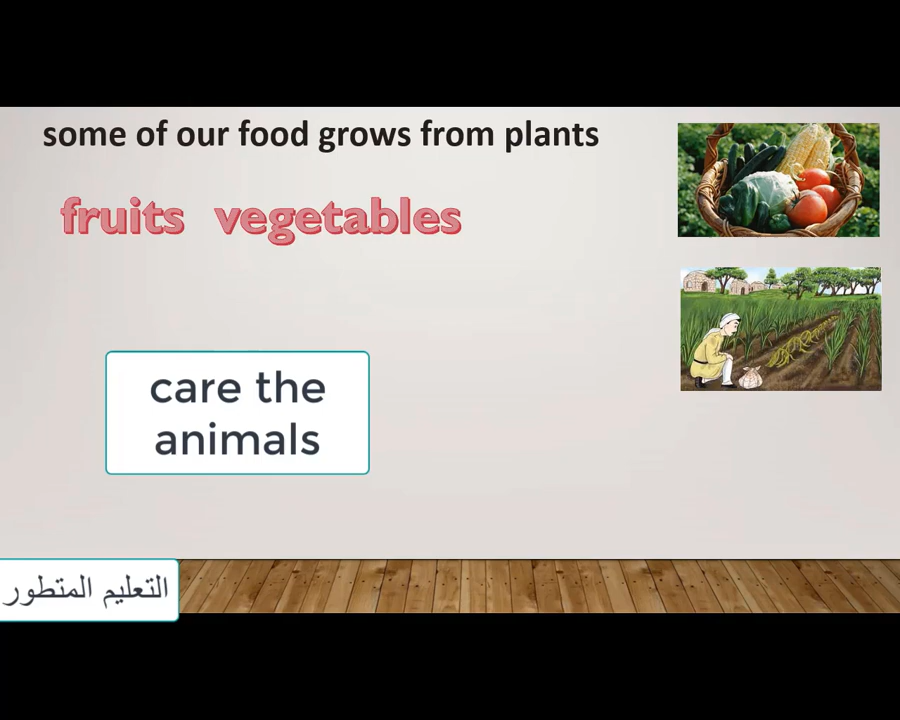 some of our food grows from plants
fruits vegetables
care the
animals
التعليم المتطور